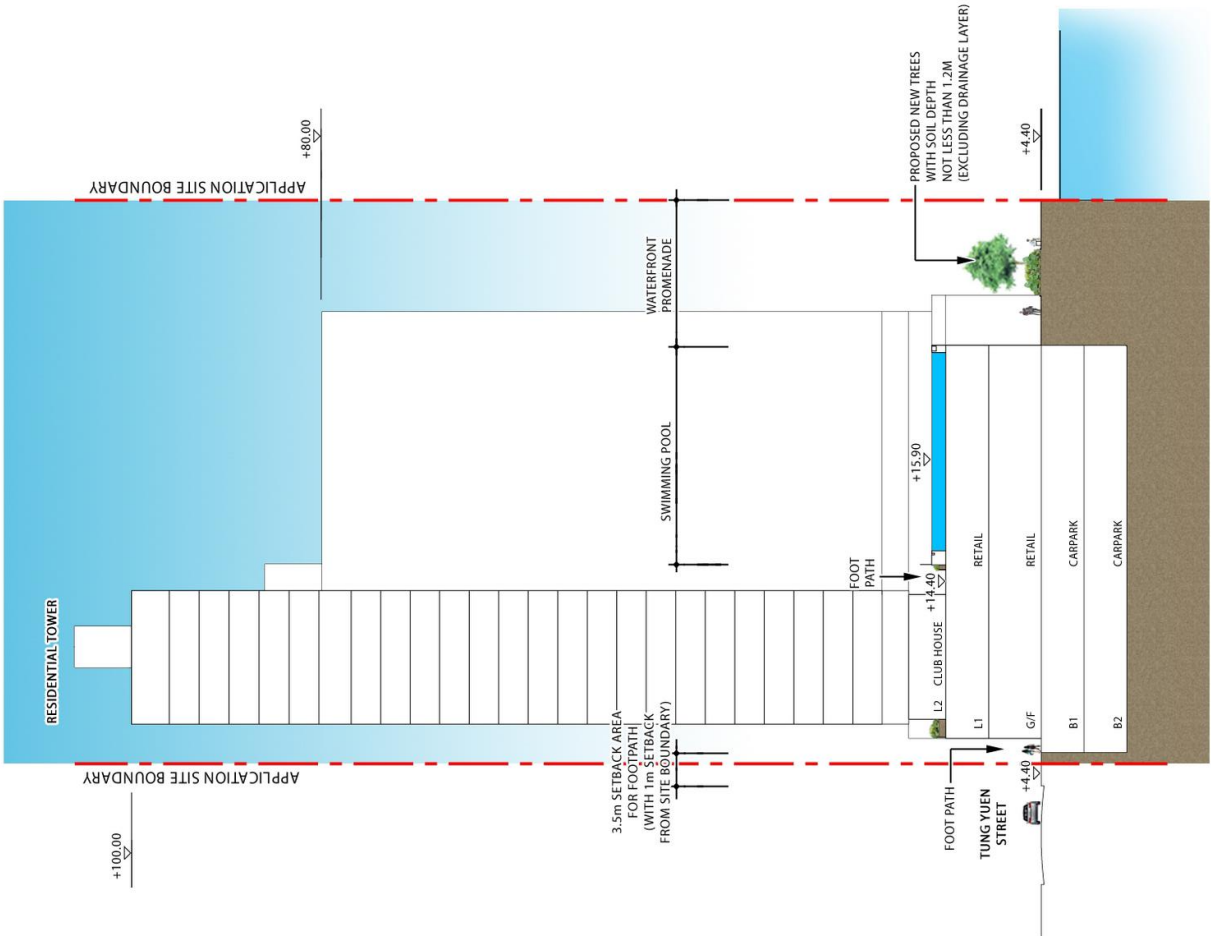 RESIDENTIAL TOWER
APPLICATION SITE BOUNDARY
APPLICATION SITE BOUNDARY
+100.00
+80.00
3.5m SETBACK AREA
FOR FOOTPATH
(WITH 1m SETBACK
FROM SITE BOUNDARY)
SWIMMING POOL
WATERFRONT
PROMENADE
FOOT
PATH
+14.40
+15.90
PROPOSED NEW TREES
WITH SOIL DEPTH
NOT LESS THAN 1.2M
(EXCLUDING DRAINAGE LAYER)
L2 CLUB HOUSE
L1 RETAIL
G/F RETAIL
B1 CARPARK
B2 CARPARK
FOOT PATH
TUNG YUEN
STREET
+4.40
+4.40